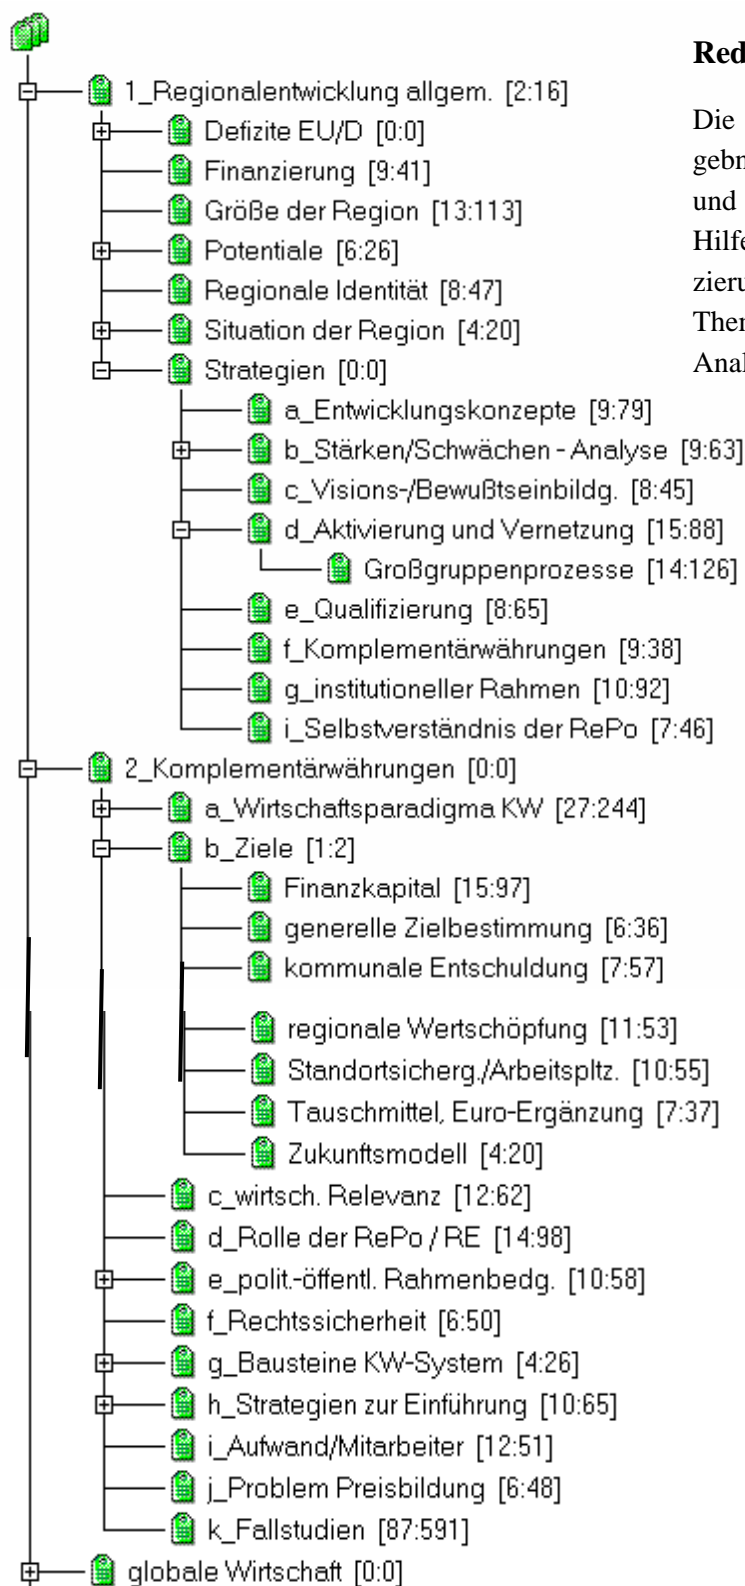 1_Regionalentwicklung allgem. [2:16]
Defizite EU/D [0:0]
Finanzierung [9:41]
Größe der Region [13:113]
Potentiale [6:26]
Regionale Identität [8:47]
Situation der Region [4:20]
Strategien [0:0]
a_Entwicklungskonzepte [9:79]
b_Stärken/Schwächen - Analyse [9:63]
c_Visions-/Bewußtseinbildg. [8:45]
d_Aktivierung und Vernetzung [15:88]
Großgruppenprozesse [14:126]
e_Qualifizierung [8:65]
f_Komplementärwährungen [9:38]
g_institutioneller Rahmen [10:92]
i_Selbstverständnis der RePo [7:46]
2_Komplementärwährungen [0:0]
a_Wirtschaftsparadigma KW [27:244]
b_Ziele [1:2]
Finanzkapital [15:97]
generelle Zielbestimmung [6:36]
kommunale Entschuldung [7:57]
regionale Wertschöpfung [11:53]
Standortsicherg./Arbeitspltz. [10:55]
Tauschmittel, Euro-Ergänzung [7:37]
Zukunftsmodell [4:20]
c_wirtsch. Relevanz [12:62]
d_Rolle der RePo / RE [14:98]
e_polit.-öffentl. Rahmenbedg. [10:58]
f_Rechtssicherheit [6:50]
g_Bausteine KW-System [4:26]
h_Strategien zur Einführung [10:65]
i_Aufwand/Mitarbeiter [12:51]
j_Problem Preisbildung [6:48]
k_Fallstudien [87:591]
globale Wirtschaft [0:0]
Red
Die
gebn
und
Hilfe
zieru
Ther
Anal